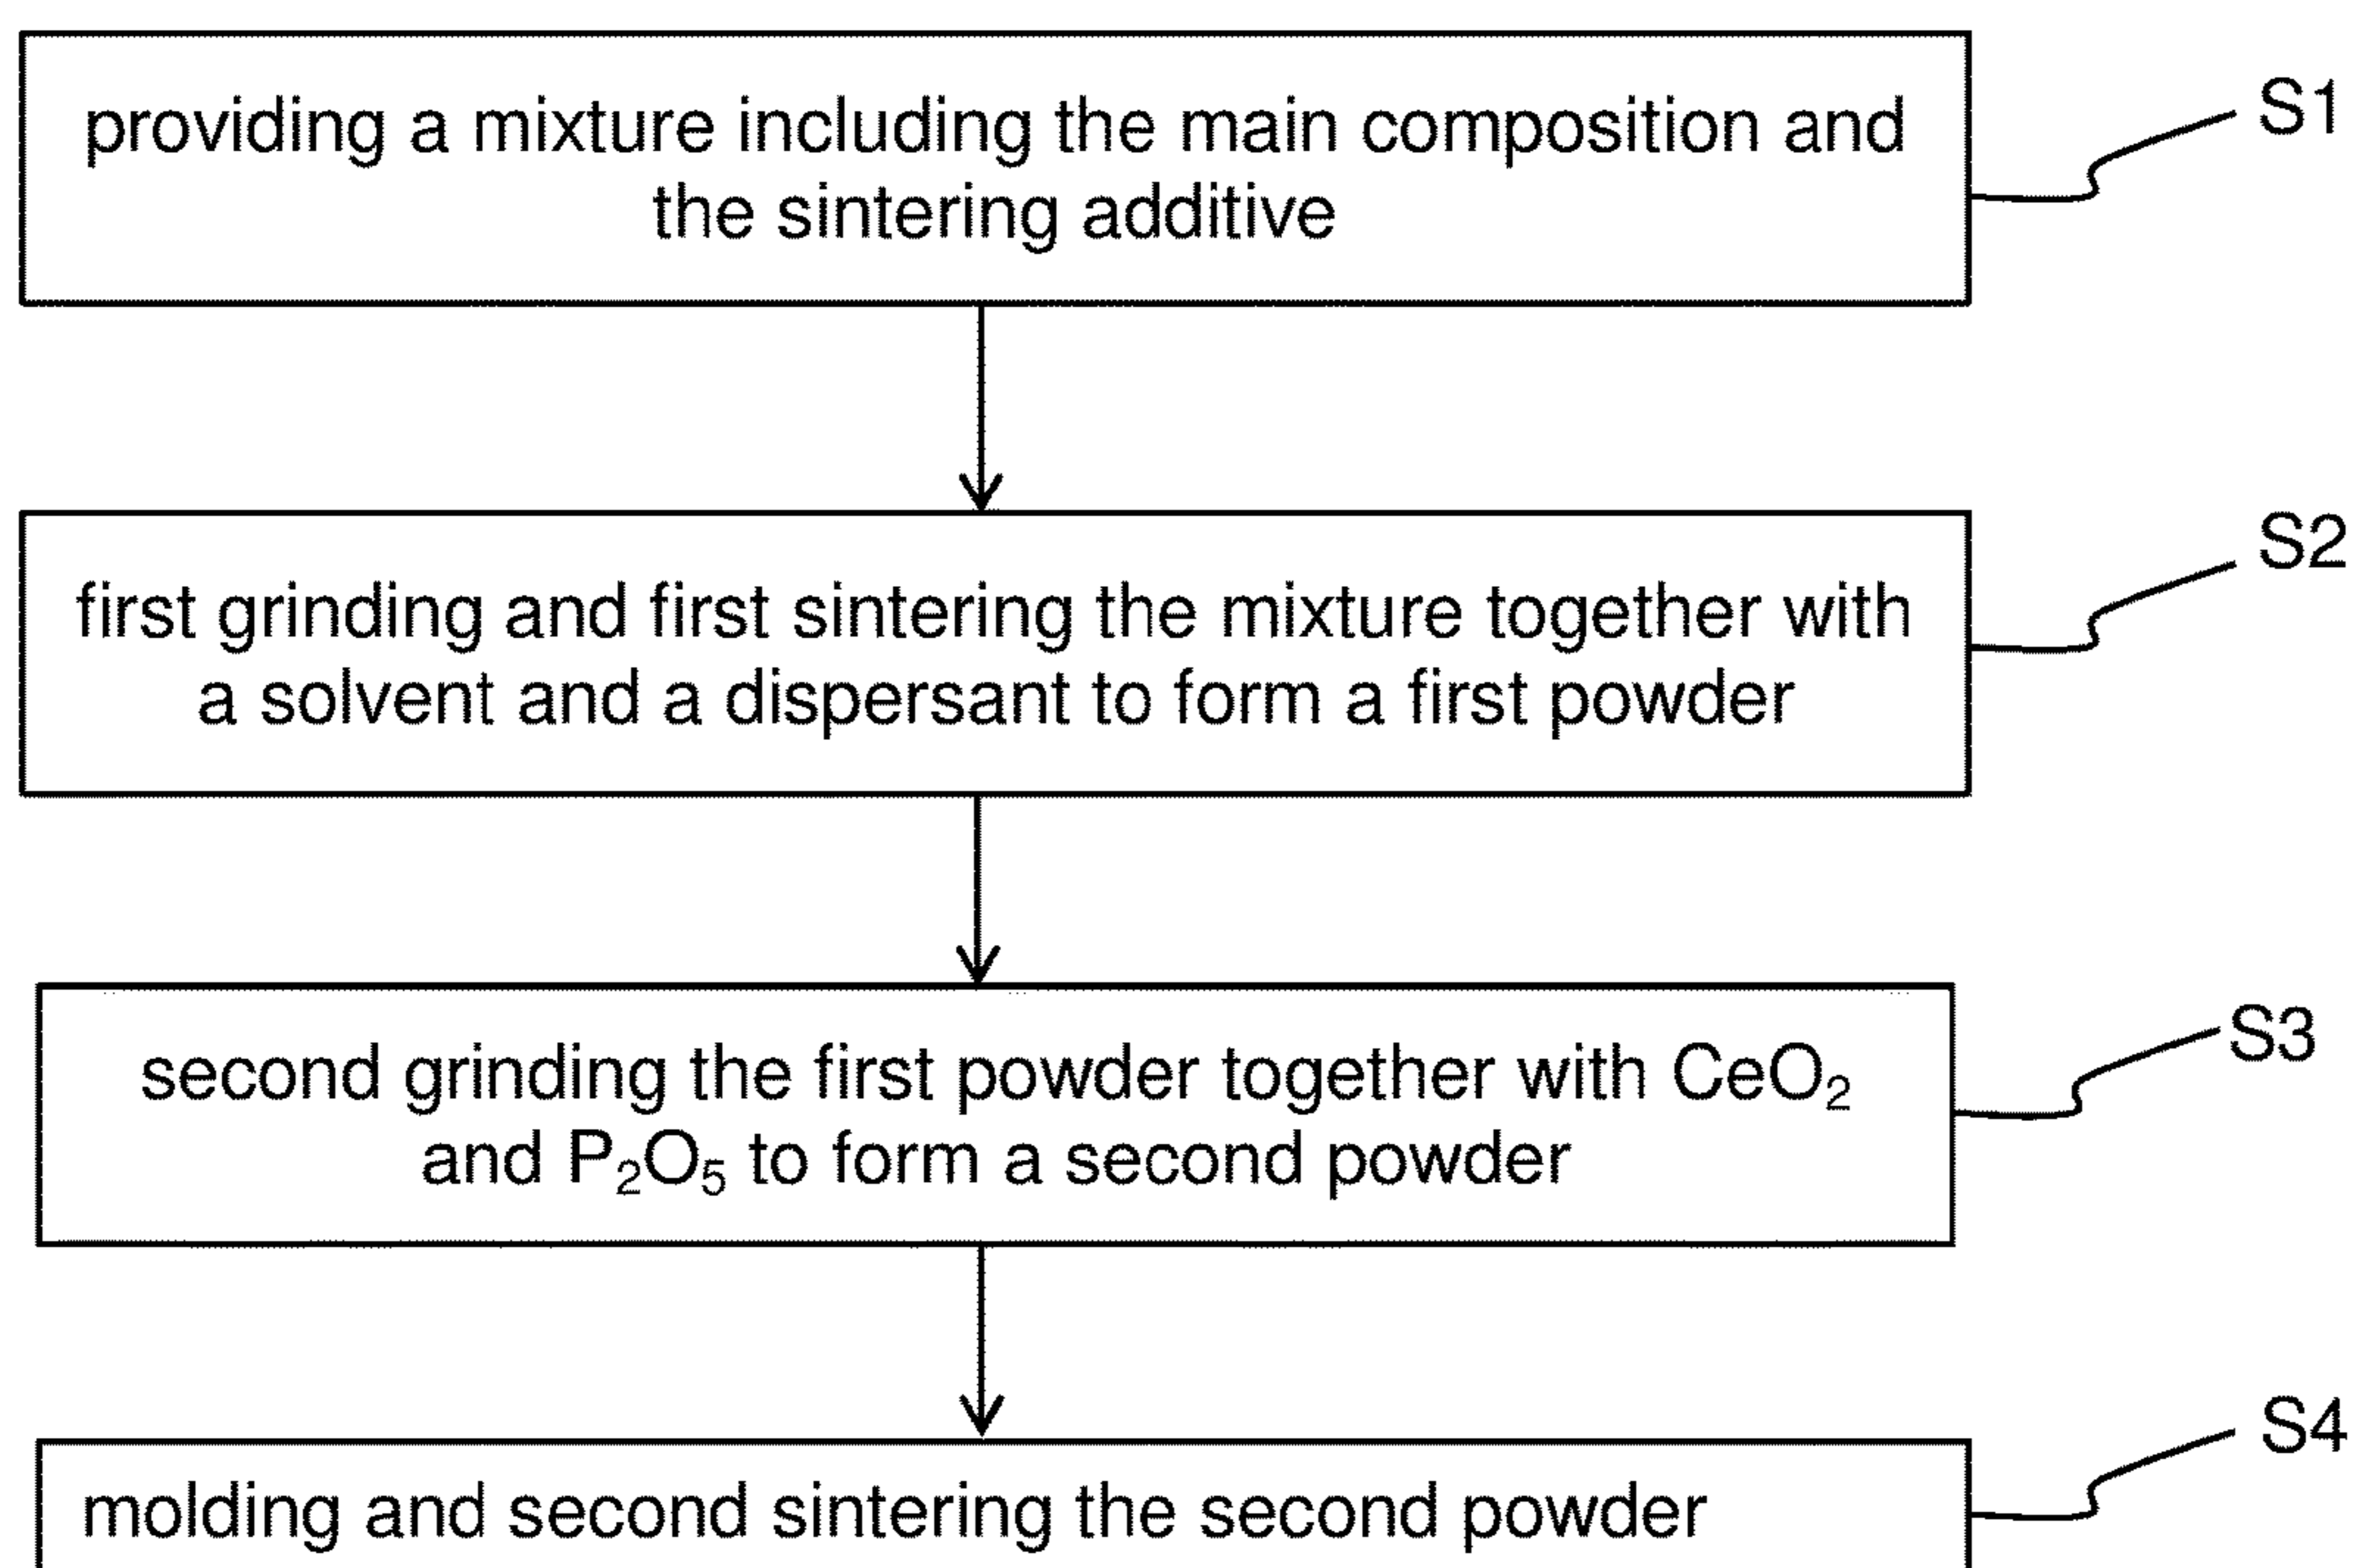 providing a mixture including the main composition and
the sintering additive
S1
first grinding and first sintering the mixture together with
a solvent and a dispersant to form a first powder
S2
second grinding the first powder together with CeO₂
and P₂O₅ to form a second powder
S3
molding and second sintering the second powder
S4